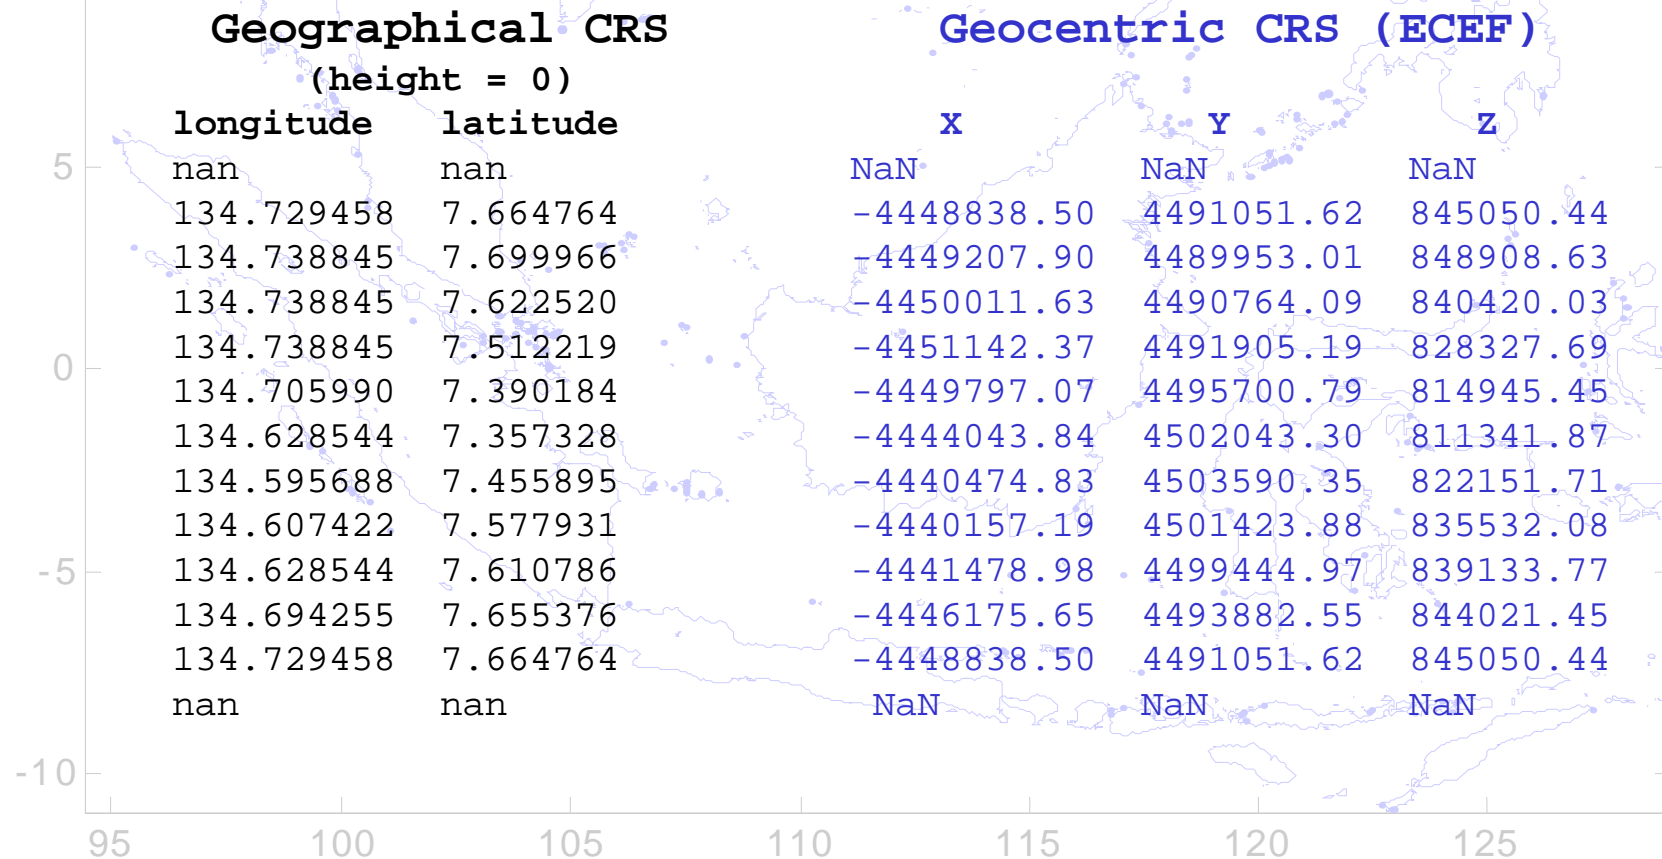 Geographical CRS Geocentric CRS (ECEF)
(height = 0)
longitude latitude X Y Z
5
nan nan NaN NaN NaN
134.729458 7.664764 -4448838.50 4491051.62 845050.44
134.738845 7.699966 -4449207.90 4489953.01 848908.63
134.738845 7.622520 -4450011.63 4490764.09 840420.03
134.738845 7.512219 -4451142.37 4491905.19 828327.69
0
134.705990 7.390184 -4449797.07 4495700.79 814945.45
134.628544 7.357328 -4444043.84 4502043.30 811341.87
134.595688 7.455895 -4440474.83 4503590.35 822151.71
134.607422 7.577931 -4440157.19 4501423.88 835532.08
-5
134.628544 7.610786 -4441478.98 4499444.97 839133.77
134.694255 7.655376 -4446175.65 4493882.55 844021.45
134.729458 7.664764 -4448838.50 4491051.62 845050.44
nan nan NaN NaN NaN
-10
95 100 105 110 115 120 125